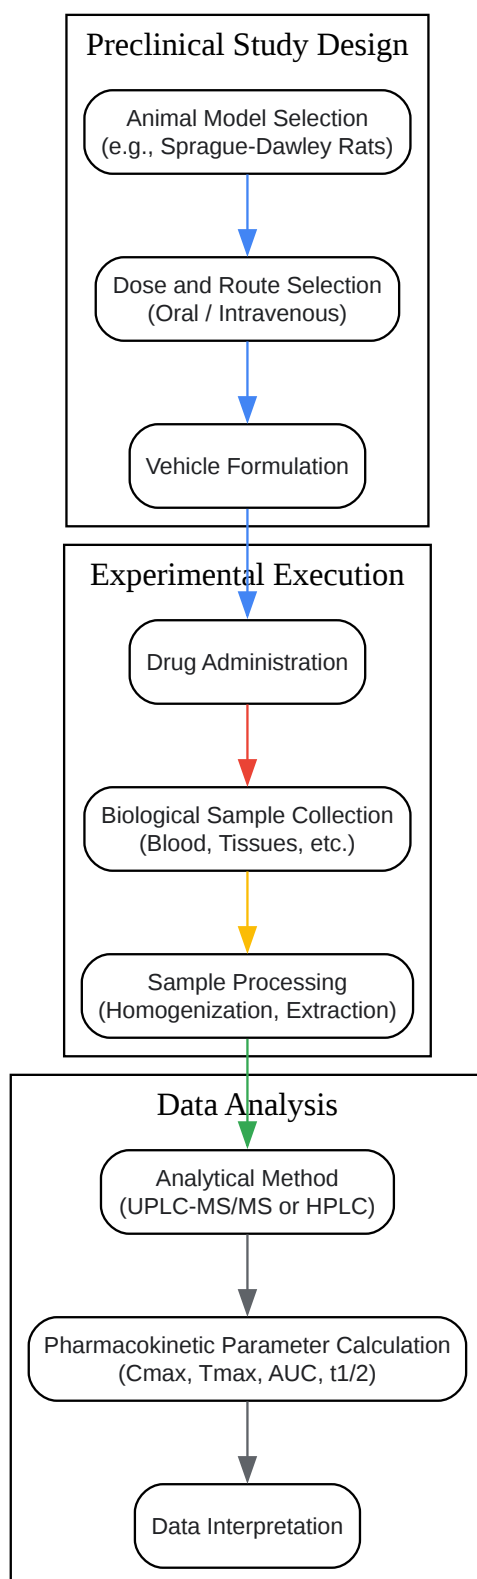 Preclinical Study Design
Animal Model Selection
(e.g., Sprague-Dawley Rats)
Dose and Route Selection
(Oral / Intravenous)
Vehicle Formulation
Experimental Execution
Drug Administration
Biological Sample Collection
(Blood, Tissues, etc.)
Sample Processing
(Homogenization, Extraction)
Data Analysis
Analytical Method
(UPLC-MS/MS or HPLC)
Pharmacokinetic Parameter Calculation
(Cmax, Tmax, AUC, t1/2)
Data Interpretation